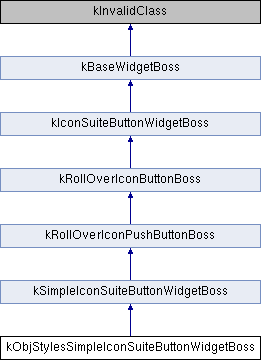 kInvalidClass
kBaseWidgetBoss
kIconSuiteButtonWidgetBoss
kRollOverIconButtonBoss
kRollOverIconPushButtonBoss
kSimpleIconSuiteButtonWidgetBoss
kObjStylesSimpleIconSuiteButtonWidgetBoss